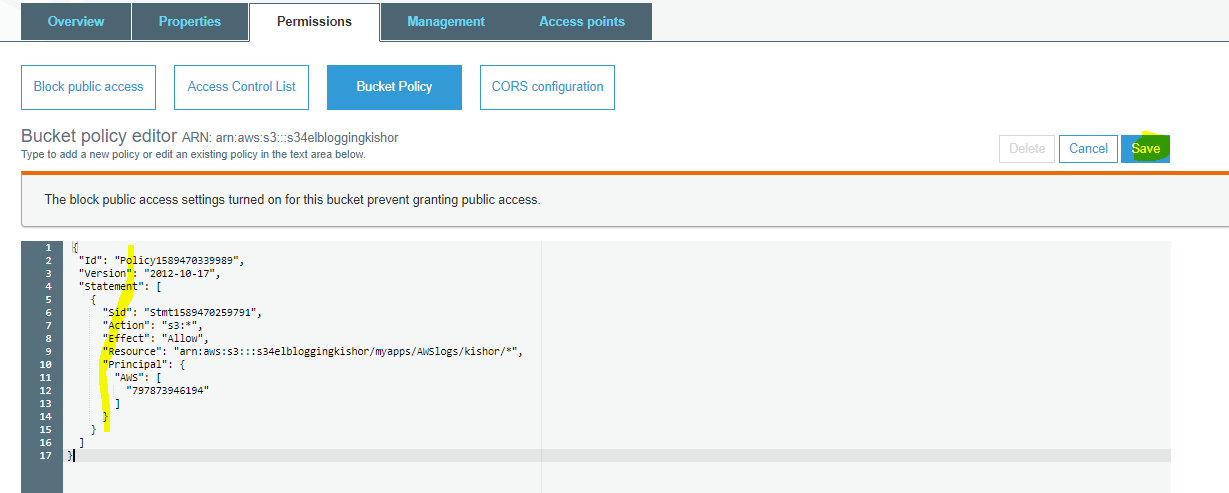 Overview Properties Permissions Management Access points
Block public access Access Control List Bucket Policy CORS configuration
Bucket policy editor ARN: arn:aws:s3:::s34elbloggingkishor
Type to add a new policy or edit an existing policy in the text area below.
Delete Cancel Save
The block public access settings turned on for this bucket prevent granting public access.
1 {
2 "Id": "Policy1589470339989",
3 "Version": "2012-10-17",
4 "Statement": [
5 {
6 "Sid": "Stmt1589470259791",
7 "Action": "s3:*",
8 "Effect": "Allow",
9 "Resource": "arn:aws:s3:::s34elbloggingkishor/myapps/AWSlogs/kishor/*",
10 "Principal": {
11 "AWS": [
12 "797873946194"
13 ]
14 }
15 }
16 ]
17 }